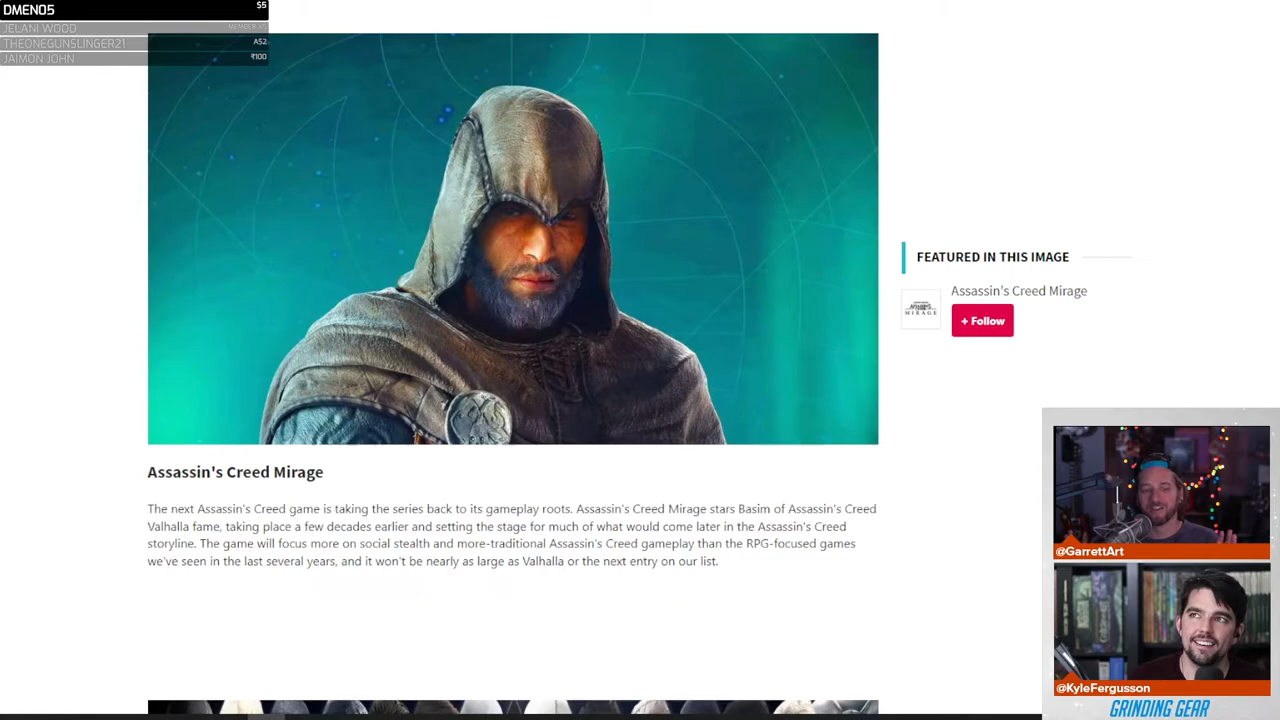 DMEN05 $5
JELANI WOOD MEMBER
THEONEGUNSLINGER21 A$2
JAIMON JOHN ₹100
FEATURED IN THIS IMAGE
Assassin's Creed Mirage
MIRAGE
+ Follow
Assassin's Creed Mirage
The next Assassin's Creed game is taking the series back to its gameplay roots. Assassin's Creed Mirage stars Basim of Assassin's Creed
Valhalla fame, taking place a few decades earlier and setting the stage for much of what would come later in the Assassin's Creed
storyline. The game will focus more on social stealth and more-traditional Assassin's Creed gameplay than the RPG-focused games
we've seen in the last several years, and it won't be nearly as large as Valhalla or the next entry on our list.
@GarrettArt
@KyleFergusson
GRINDING GEAR